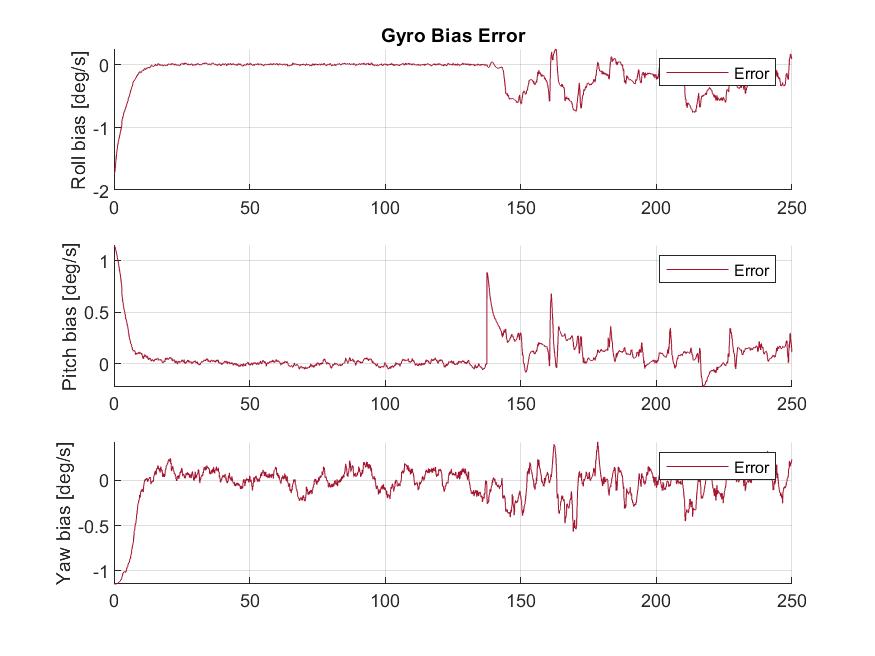 Gyro Bias Error
Roll bias [deg/s]
0
-1
-2
Error
0 50 100 150 200 250
Pitch bias [deg/s]
1
0.5
0
Error
0 50 100 150 200 250
Yaw bias [deg/s]
0
-0.5
-1
Error
0 50 100 150 200 250